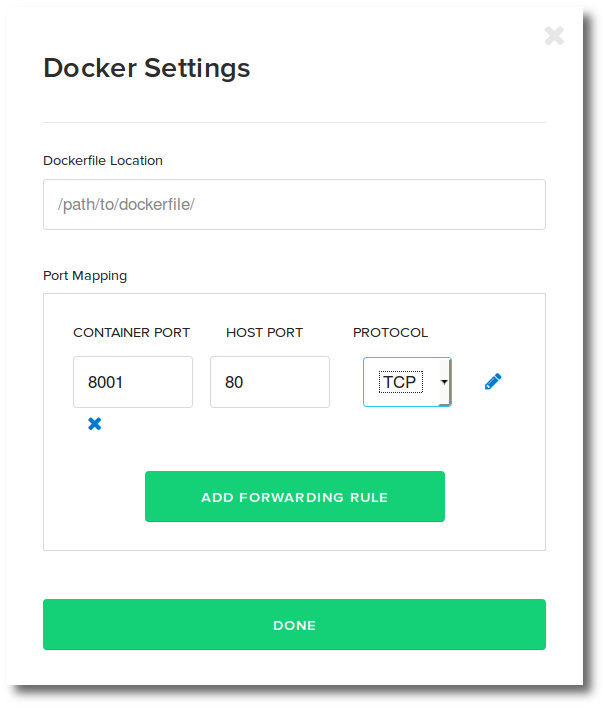 Docker Settings
Dockerfile Location
/path/to/dockerfile/
Port Mapping
CONTAINER PORT HOST PORT PROTOCOL
8001 80 TCP
ADD FORWARDING RULE
DONE